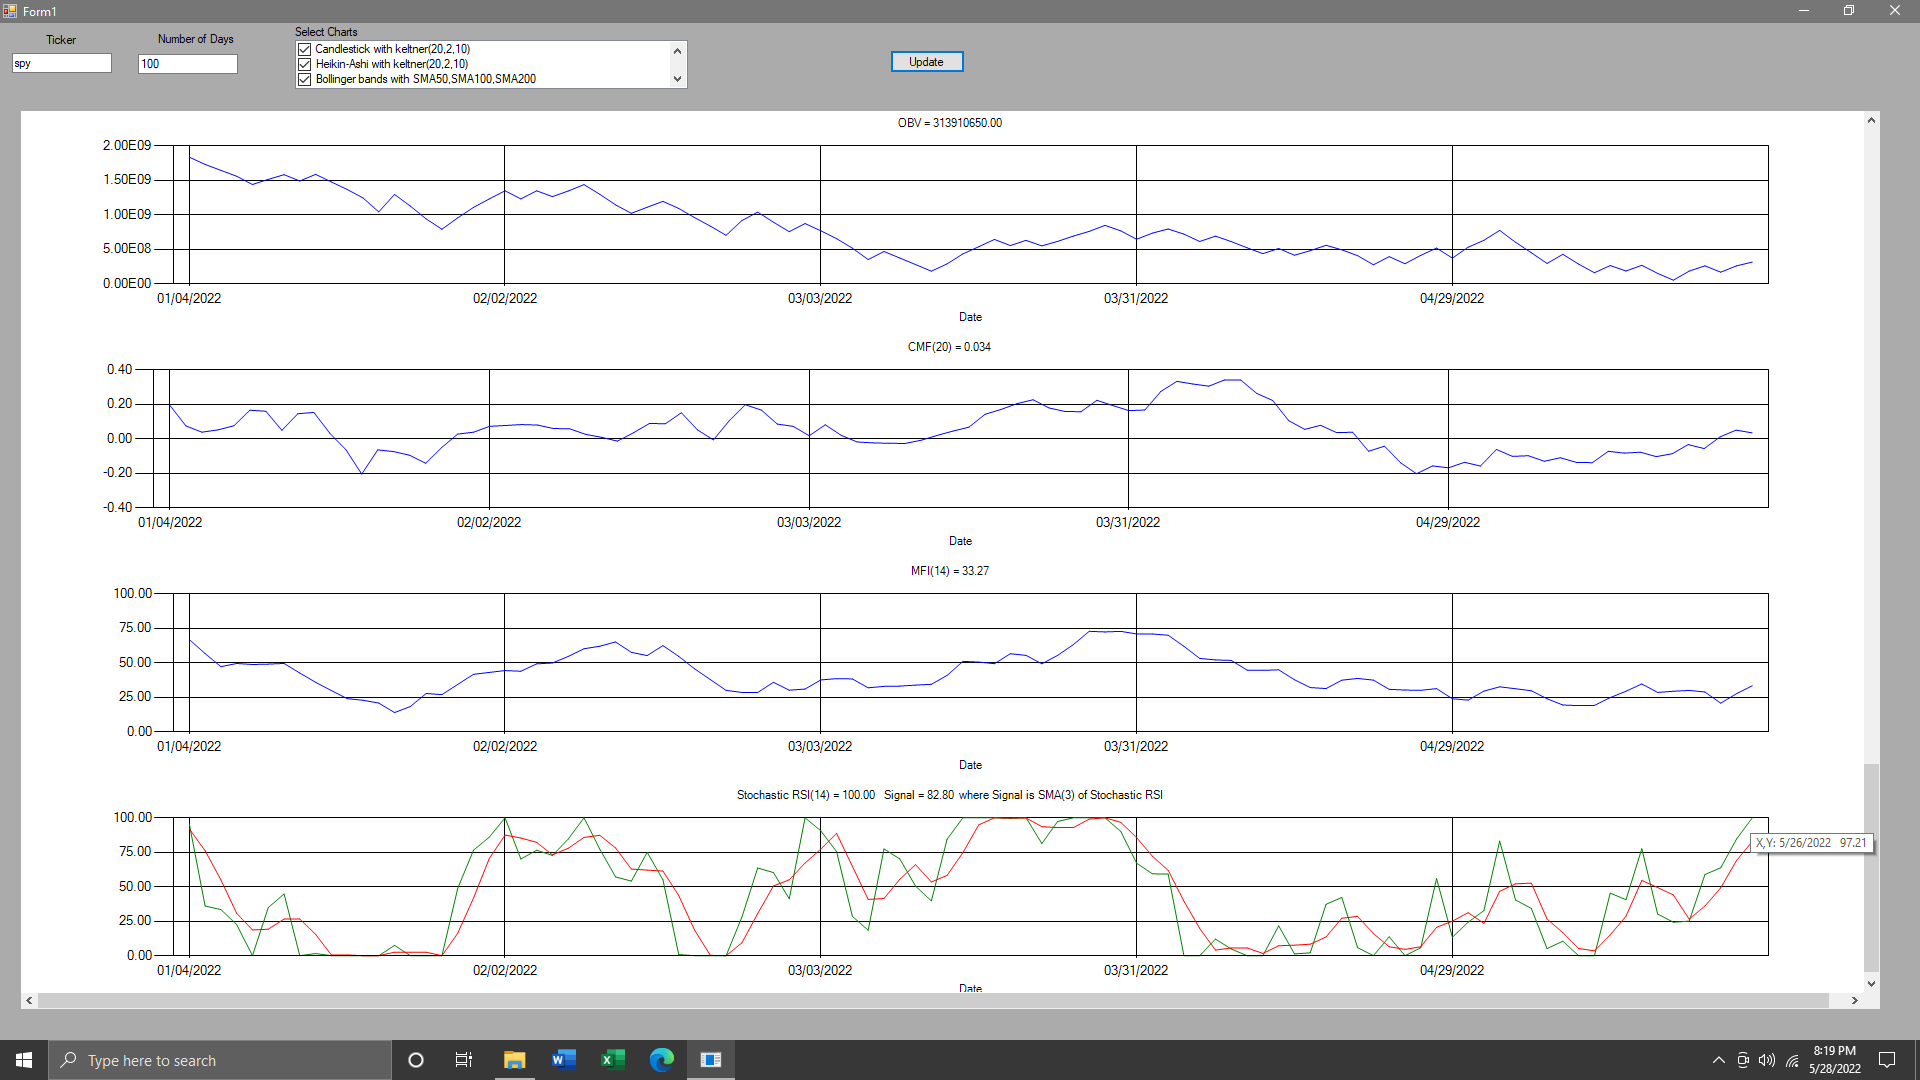 Form1
Ticker
Number of Days
Select Charts
spy
100
Candlestick with keltner(20,2,10)
Heikin-Ashi with keltner(20,2,10)
Bollinger bands with SMA50,SMA100,SMA200
Update
OBV = 313910650.00
2.00E09
1.50E09
1.00E09
5.00E08
0.00E00
01/04/2022 02/02/2022 03/03/2022 03/31/2022 04/29/2022
Date
CMF(20) = 0.034
0.40
0.20
0.00
-0.20
-0.40
01/04/2022 02/02/2022 03/03/2022 03/31/2022 04/29/2022
Date
MFI(14) = 33.27
100.00
75.00
50.00
25.00
0.00
01/04/2022 02/02/2022 03/03/2022 03/31/2022 04/29/2022
Date
Stochastic RSI(14) = 100.00 Signal = 82.80 where Signal is SMA(3) of Stochastic RSI
100.00
75.00
50.00
25.00
0.00
X,Y: 5/26/2022 97.21
01/04/2022 02/02/2022 03/03/2022 03/31/2022 04/29/2022
Date
Type here to search
8:19 PM
5/28/2022